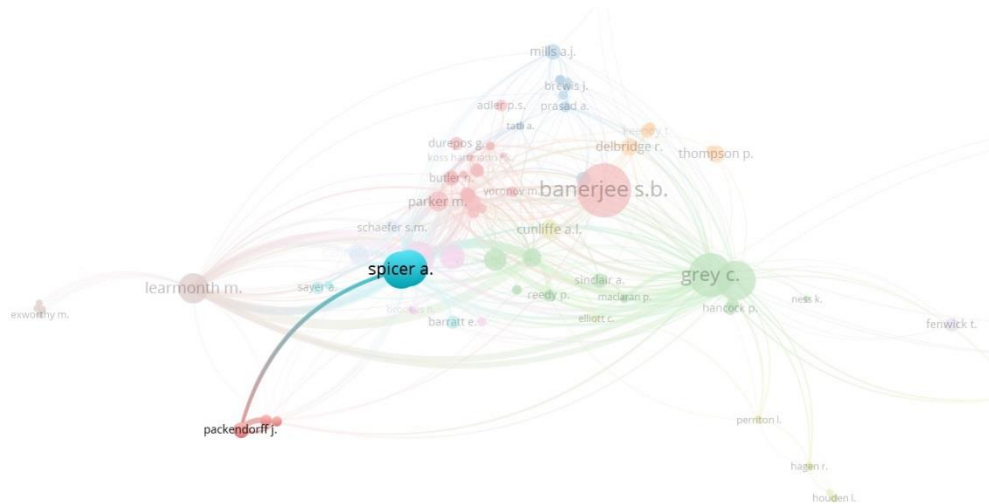 mills a.j.
brewis j.
adler p.s.
prasad a.
tatli a.
durepos g.
delbridge r.
thompson p.
butler n.
voronov m.
banerjee s.b.
parker m.
schaefer s.m.
cunliffe a.l.
spicer a.
grey c.
learmonth m.
sayer a.
sinclair a.
reedy p.
maclaran p.
ness k.
hancock p.
exworthy m.
barratt e.
elliott c.
fenwick t.
packendorff j.
perriton l.
hagen r.
houden l.